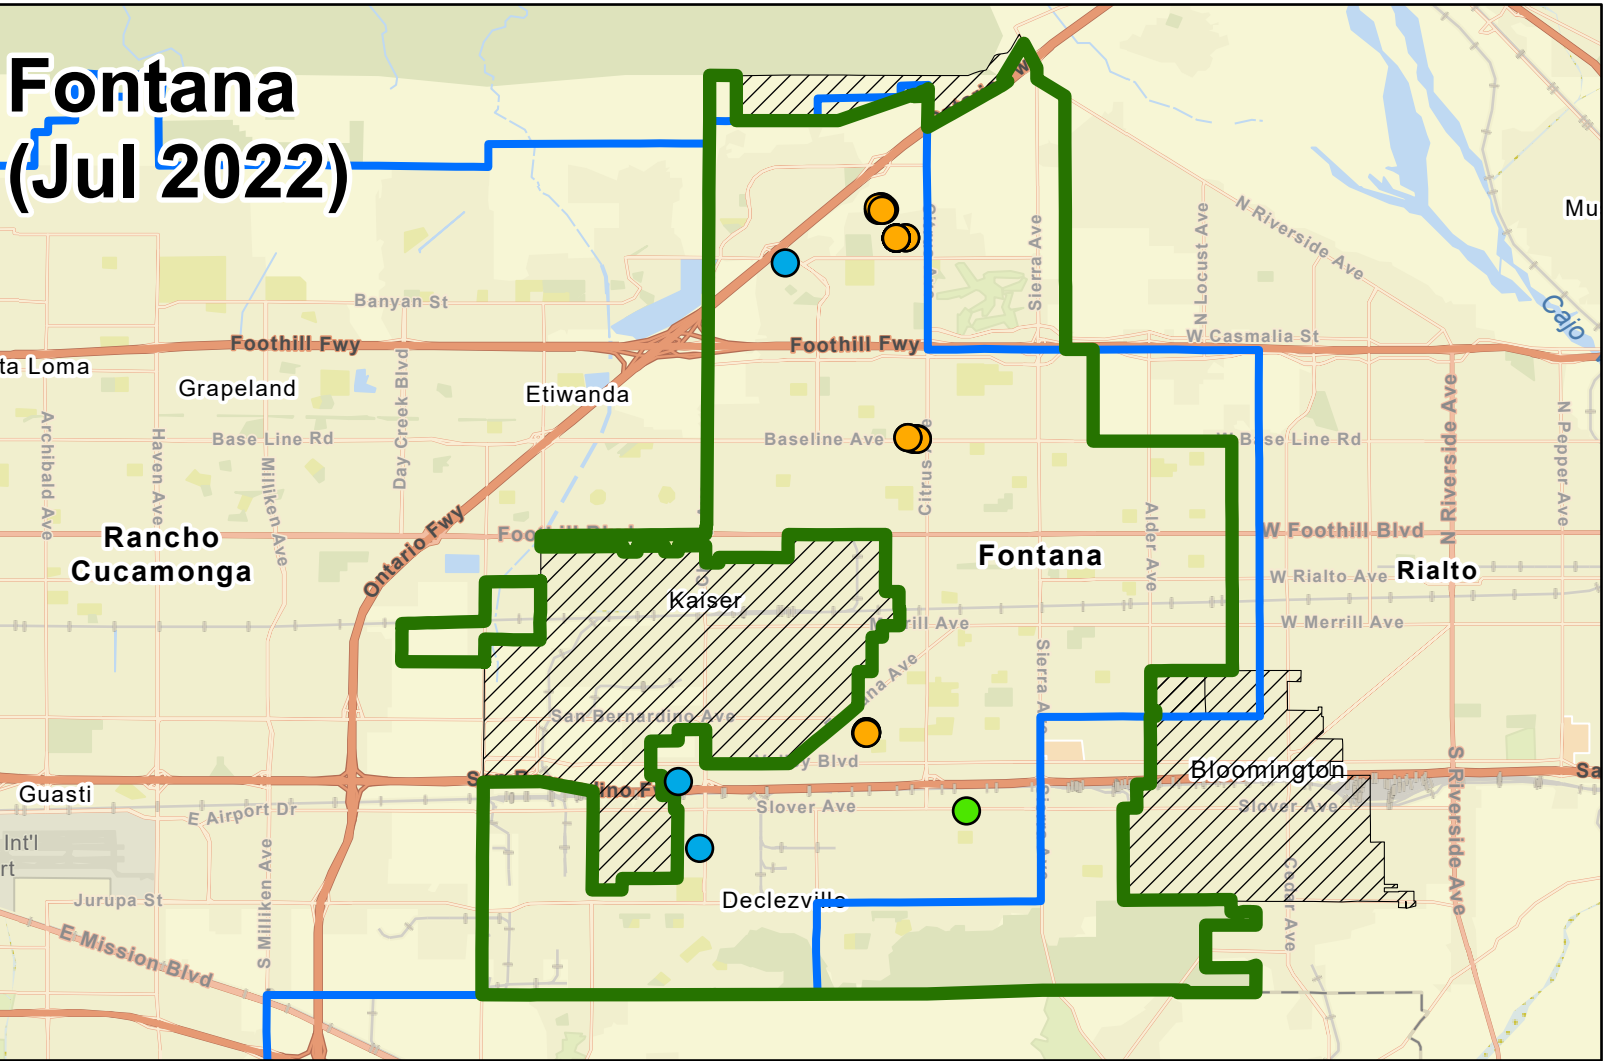 Fontana
(Jul 2022)
Mu
Sierra Ave
N Locust Ave
N Riverside Ave
Banyan St
Cajo
Foothill Fwy
Foothill Fwy
W Casmalia St
ta Loma
Grapeland
Etiwanda
Day Creek Blvd
Archibald Ave
Haven Ave
Milliken Ave
Base Line Rd
Baseline Ave
Citrus Ave
W Base Line Rd
N Riverside Ave
N Pepper Ave
Ontario Fwy
Rancho
Cucamonga
Fontana
Alder Ave
W Foothill Blvd
W Rialto Ave
Rialto
Kaiser
Merrill Ave
W Merrill Ave
Sierra Ave
San Bernardino Ave
Blvd
Bloomington
Sa
Guasti
E Airport Dr
Slover Ave
Slover Ave
S Riverside Ave
Int'l
rt
S Milliken Ave
Jurupa St
Declezville
Cedar Ave
E Mission Blvd